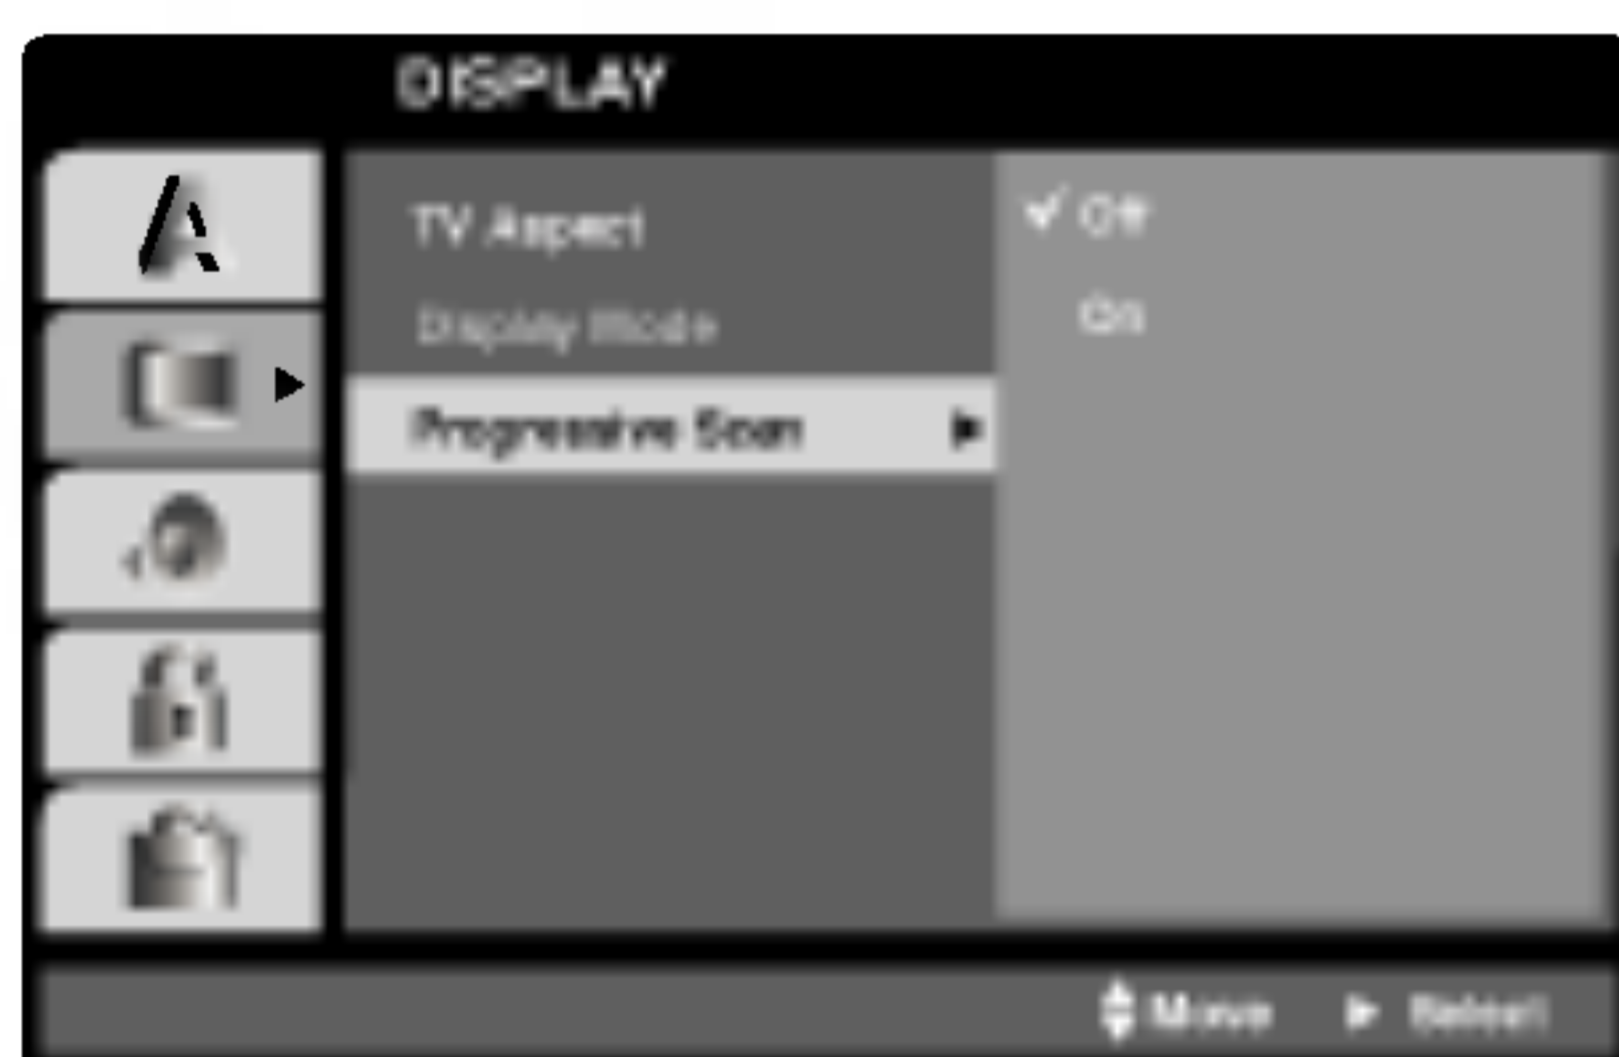 DISPLAY
TV Aspect
Display Mode
Progressive Scan
✓ Off
On
Move
Select